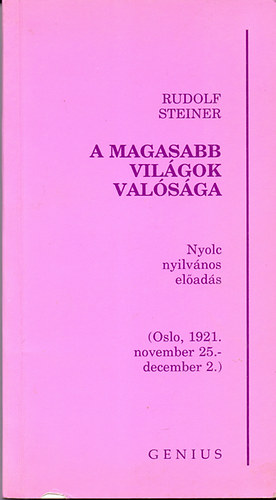 RUDOLF
STEINER
A MAGASABB
VILÁGOK
VALÓSÁGA
Nyolc
nyilvános
előadás
(Oslo, 1921.
november 25.-
december 2.)
GENIUS